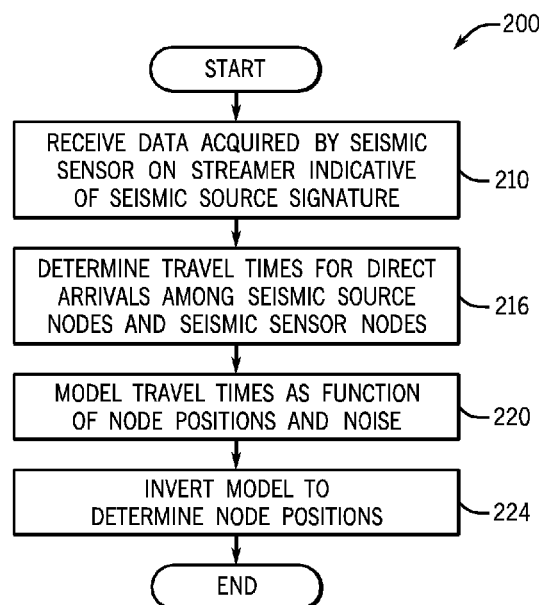 200
START
RECEIVE DATA ACQUIRED BY SEISMIC
SENSOR ON STREAMER INDICATIVE
OF SEISMIC SOURCE SIGNATURE
210
DETERMINE TRAVEL TIMES FOR DIRECT
ARRIVALS AMONG SEISMIC SOURCE
NODES AND SEISMIC SENSOR NODES
216
MODEL TRAVEL TIMES AS FUNCTION
OF NODE POSITIONS AND NOISE
220
INVERT MODEL TO
DETERMINE NODE POSITIONS
224
END